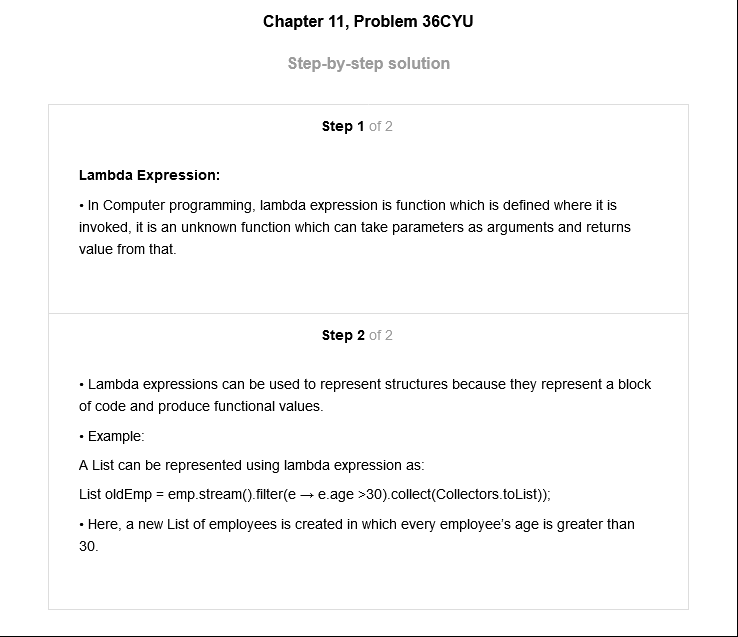 Chapter 11, Problem 36CYU
Step-by-step solution
Step 1 of 2
Lambda Expression:
• In Computer programming, lambda expression is function which is defined where it is
invoked, it is an unknown function which can take parameters as arguments and returns
value from that.
Step 2 of 2
• Lambda expressions can be used to represent structures because they represent a block
of code and produce functional values.
• Example:
A List can be represented using lambda expression as:
List oldEmp = emp.stream().filter(e → e.age >30).collect(Collectors.toList));
• Here, a new List of employees is created in which every employee’s age is greater than
30.